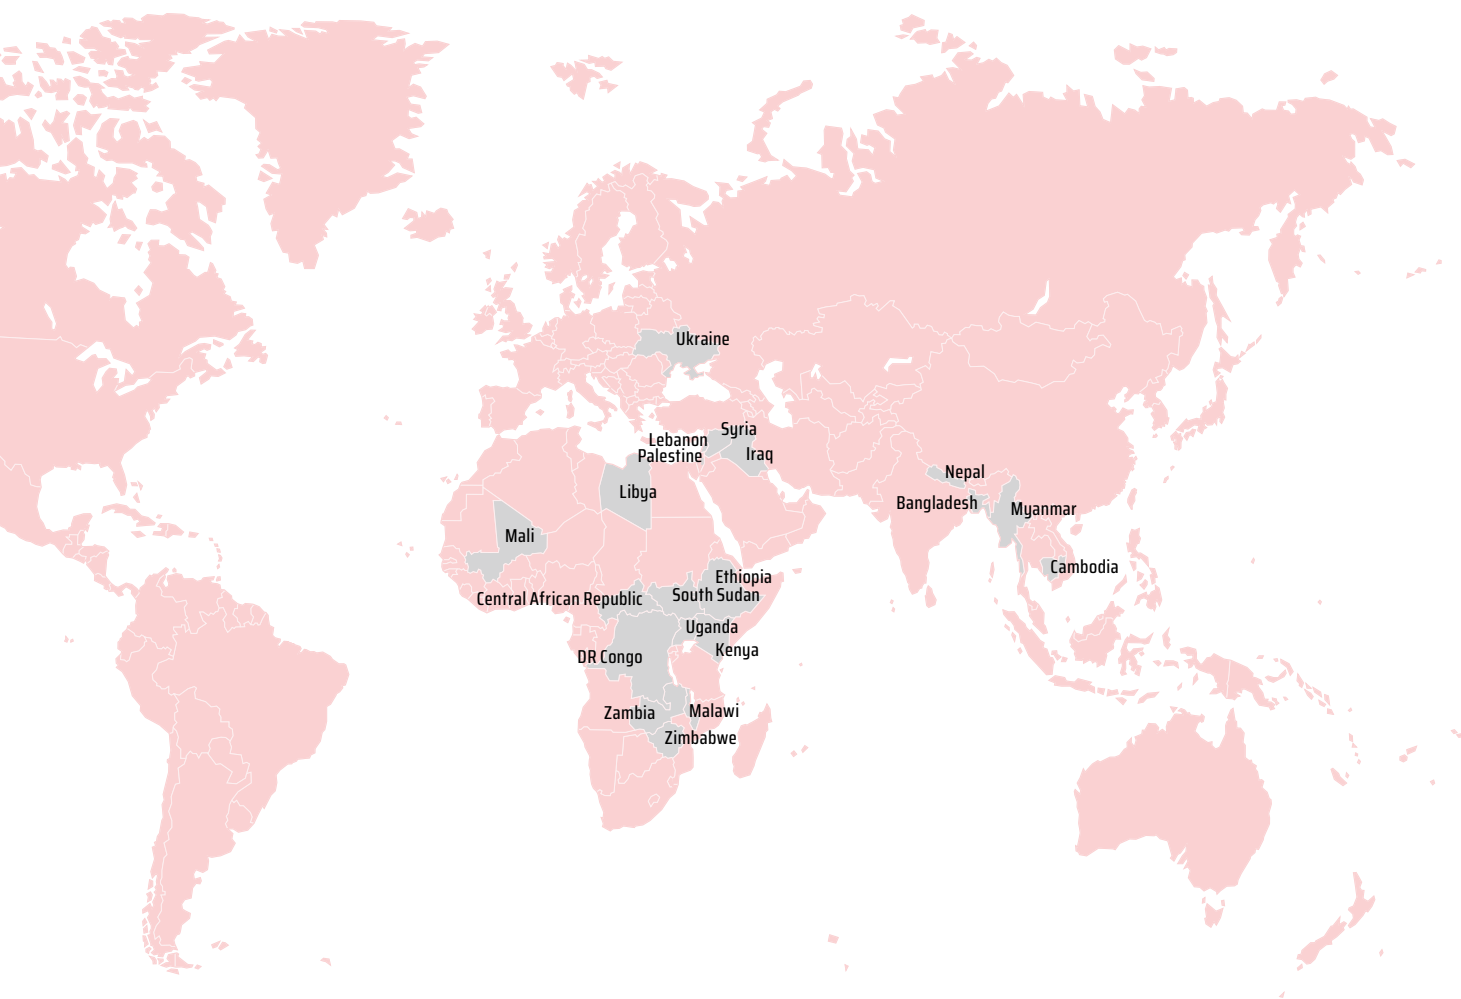 Ukraine
Syria
Lebanon
Palestine
Iraq
Nepal
Libya
Bangladesh
Myanmar
Mali
Cambodia
Ethiopia
South Sudan
Central African Republic
Uganda
Kenya
DR Congo
Malawi
Zambia
Zimbabwe